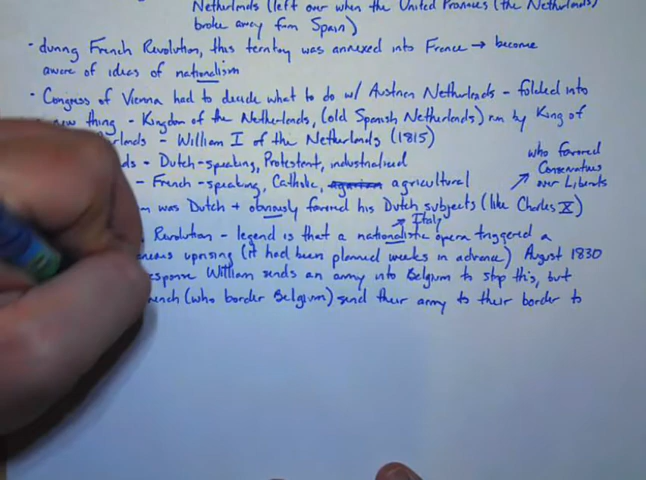 Netherlands (left over when the United Provinces (the Netherlands)
broke away from Spain)
- during French Revolution, this territory was annexed into France → become
aware of ideas of nationalism
- Congress of Vienna had to decide what to do w/ Austrian Netherlands - folded into
new thing - Kingdom of the Netherlands, (old Spanish Netherlands) run by King of
- William I of the Netherlands (1815)
- Dutch-speaking, Protestant, industrialized
- French-speaking, Catholic, agrarian agricultural
who favored
Conservatives
over Liberals
was Dutch + obviously favored his Dutch subjects (like Charles X)
→ Italy
Revolution - legend is that a nationalistic opera triggered a
uprising (it had been planned weeks in advance) August 1830
William sends an army into Belgium to stop this, but
(who border Belgium) send their army to their border to